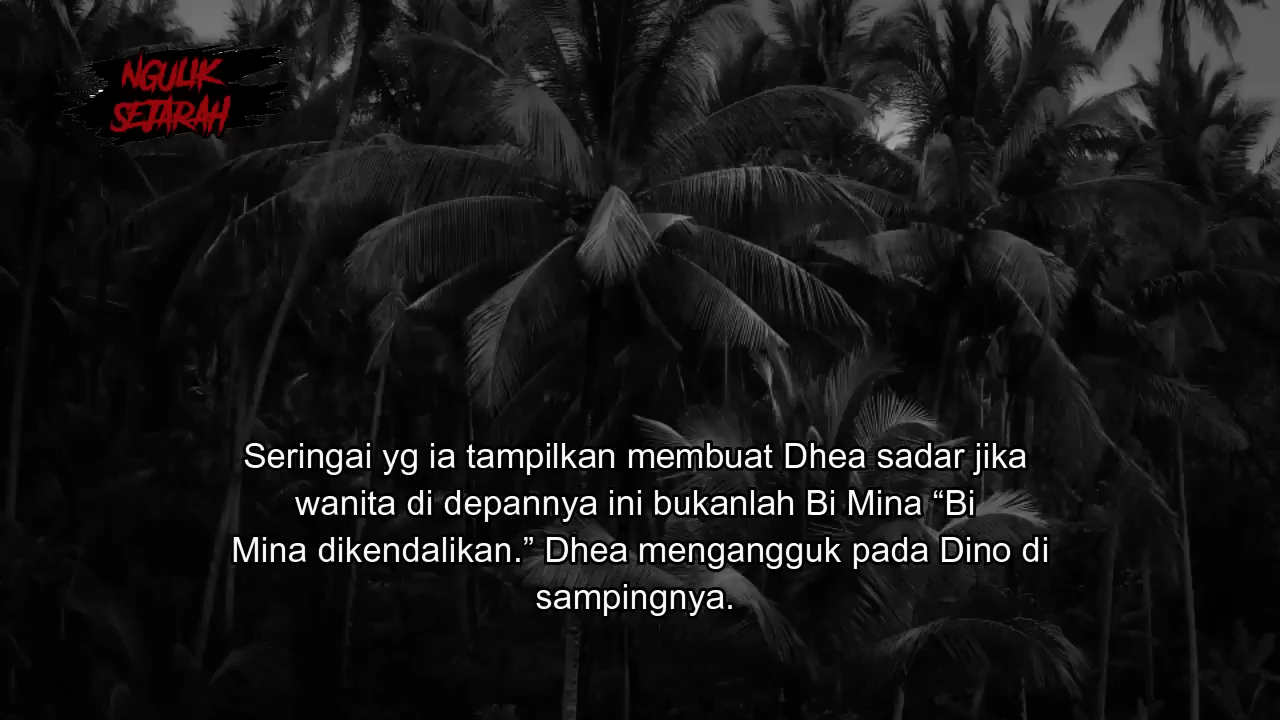 NGULIK
SEJARAH
Seringai yg ia tampilkan membuat Dhea sadar jika
wanita di depannya ini bukanlah Bi Mina “Bi
Mina dikendalikan.” Dhea mengangguk pada Dino di
sampingnya.